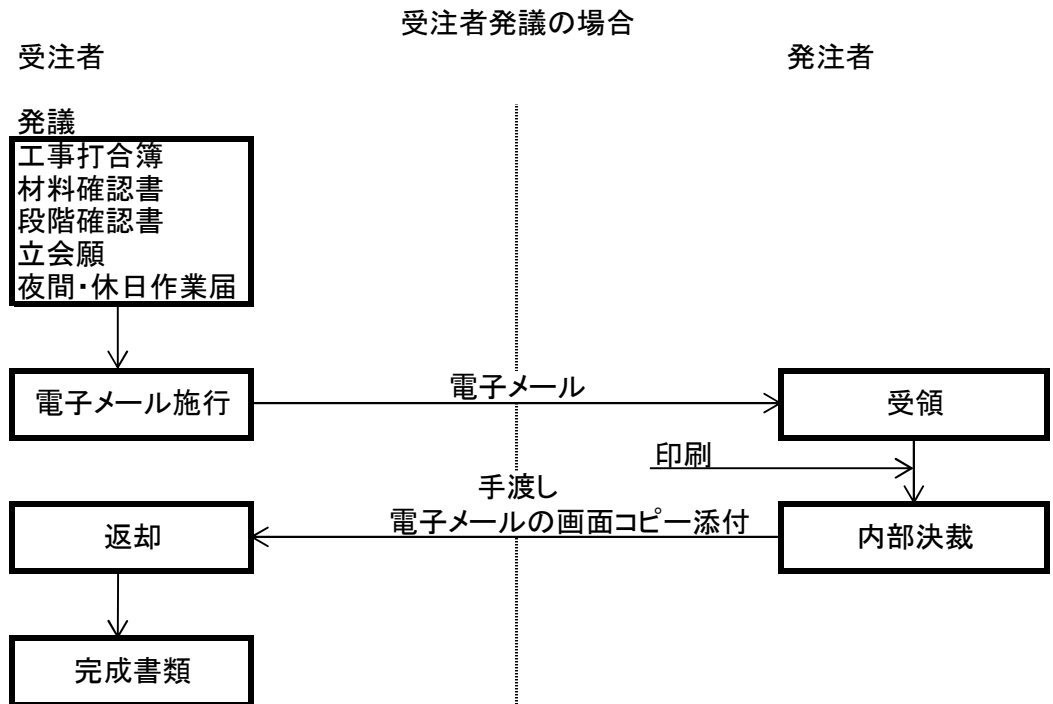 受注者発議の場合
受注者
発注者
発議
工事打合簿
材料確認書
段階確認書
立会願
夜間・休日作業届
電子メール施行
電子メール
受領
印刷
手渡し
電子メールの画面コピー添付
返却
内部決裁
完成書類